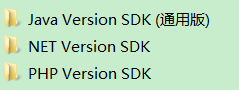 Java Version SDK (通用版)
NET Version SDK
PHP Version SDK